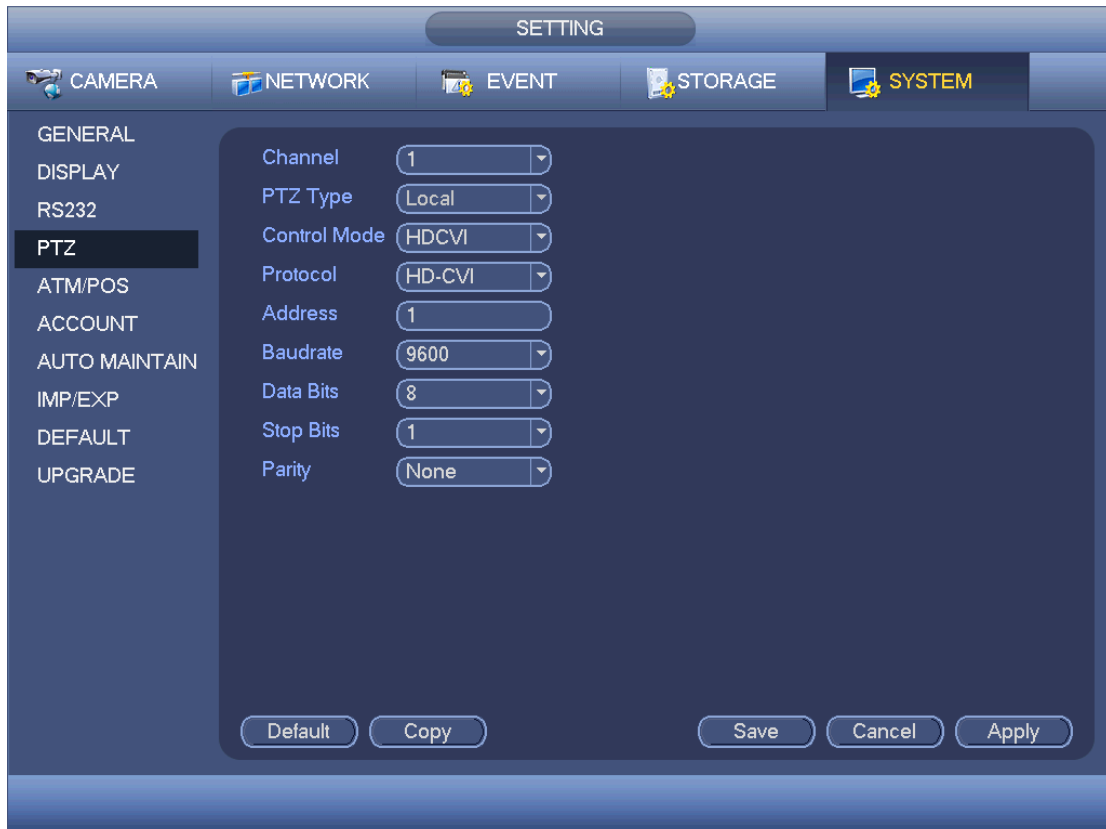 SETTING
CAMERA NETWORK EVENT STORAGE SYSTEM
GENERAL
DISPLAY
RS232
PTZ
ATM/POS
ACCOUNT
AUTO MAINTAIN
IMP/EXP
DEFAULT
UPGRADE
Channel 1
PTZ Type Local
Control Mode HDCVI
Protocol HD-CVI
Address 1
Baudrate 9600
Data Bits 8
Stop Bits 1
Parity None
Default Copy Save Cancel Apply